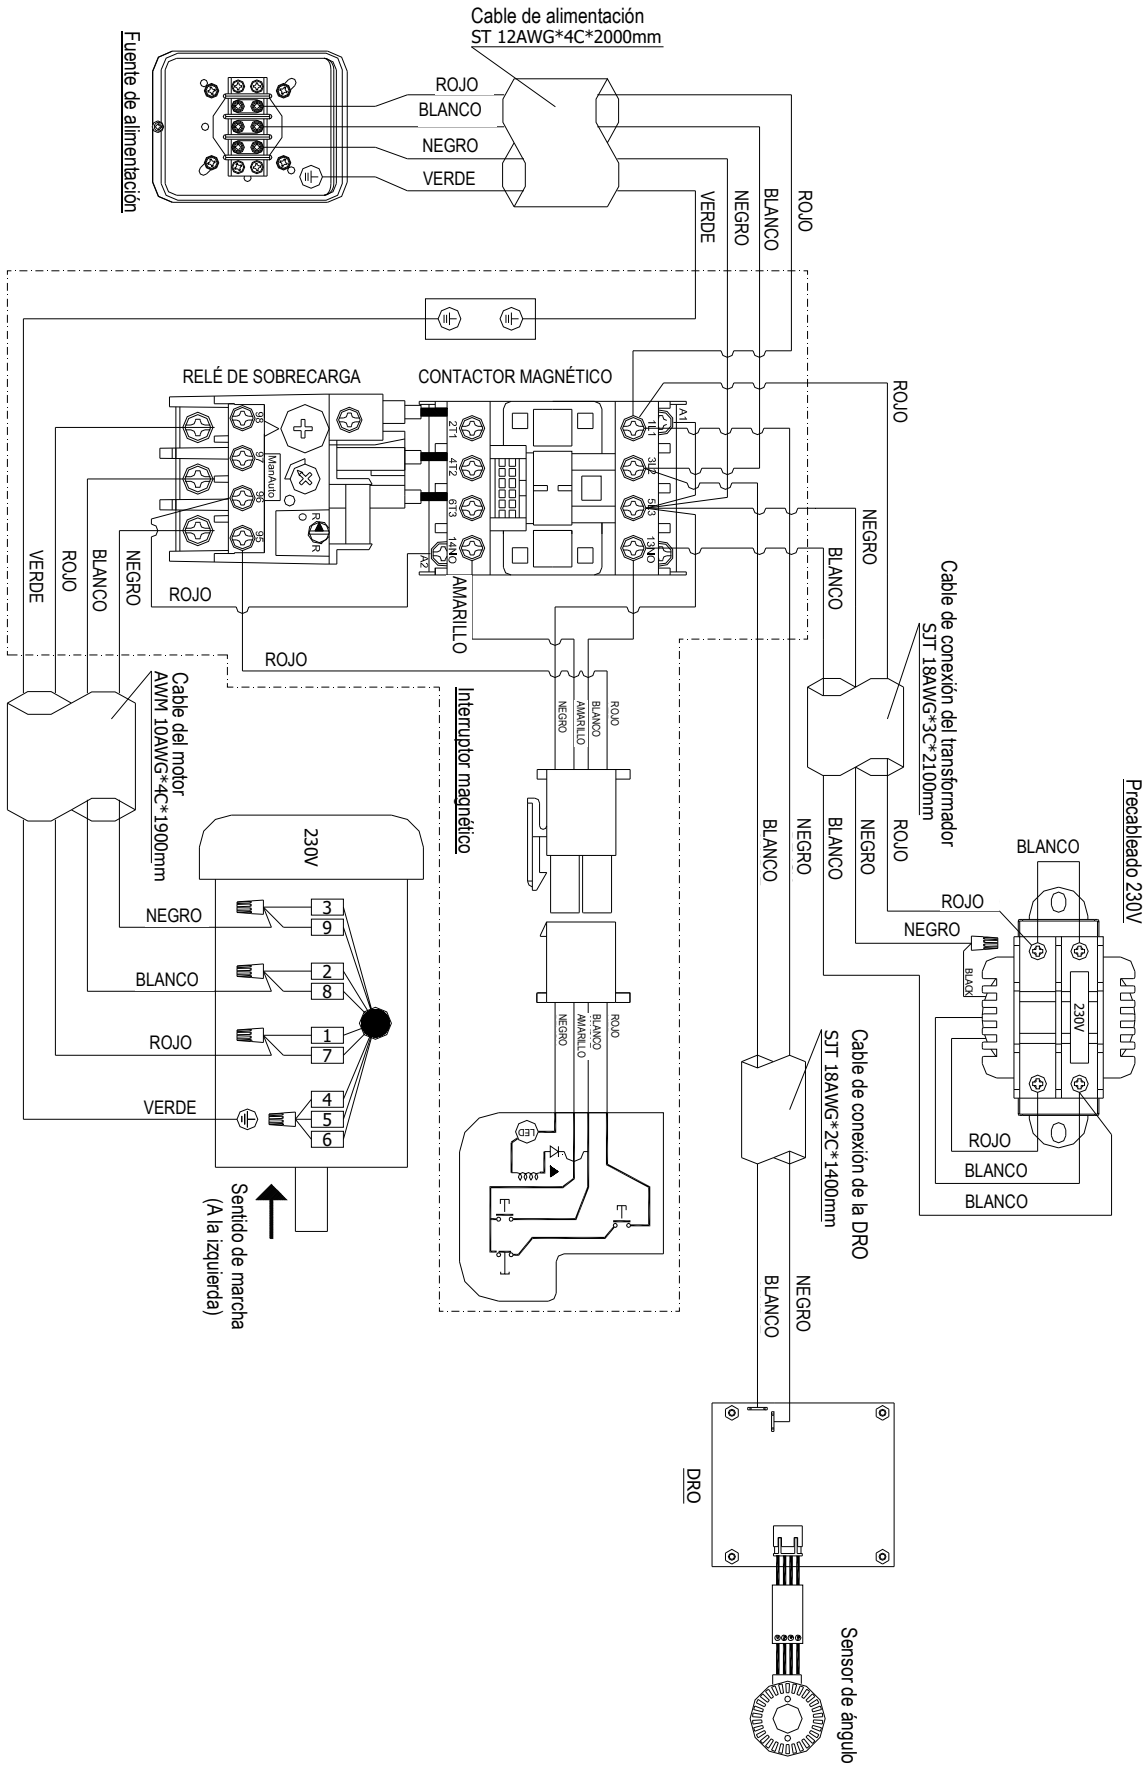 Cable de alimentación
ST 12AWG*4C*2000mm
Fuente de alimentación
ROJO
BLANCO
NEGRO
VERDE
ROJO
BLANCO
NEGRO
VERDE
RELÉ DE SOBRECARGA
CONTACTOR MAGNÉTICO
ROJO
98
97
96
95
ManAuto
R
R
2T1
4T2
6T3
14NO
A2
A1
1L1
3L2
5L3
13NO
VERDE
ROJO
BLANCO
NEGRO
ROJO
AMARILLO
BLANCO
NEGRO
Cable de conexión del transformador
SJT 18AWG*3C*2100mm
ROJO
Cable del motor
AWM 10AWG*4C*1900mm
Interruptor magnético
NEGRO
AMARILLO
BLANCO
ROJO
Precableado 230V
BLANCO
NEGRO
BLANCO
NEGRO
ROJO
BLANCO
ROJO
NEGRO
BLACK
230V
230V
NEGRO
3
9
BLANCO
2
8
ROJO
1
7
VERDE
4
5
6
NEGRO
AMARILLO
BLANCO
ROJO
LED
Cable de conexión de la DRO
SJT 18AWG*2C*1400mm
ROJO
BLANCO
BLANCO
Sentido de marcha
(A la izquierda)
BLANCO
NEGRO
DRO
Sensor de ángulo